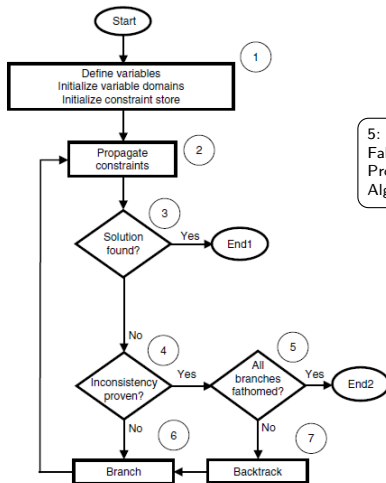 Start
1
Define variables
Initialize variable domains
Initialize constraint store
Propagate
constraints
2
3
Solution
found?
Yes
End1
No
4
Inconsistency
proven?
Yes
5
All
branches
fathomed?
Yes
End2
No
No
6
7
Branch
Backtrack
5: